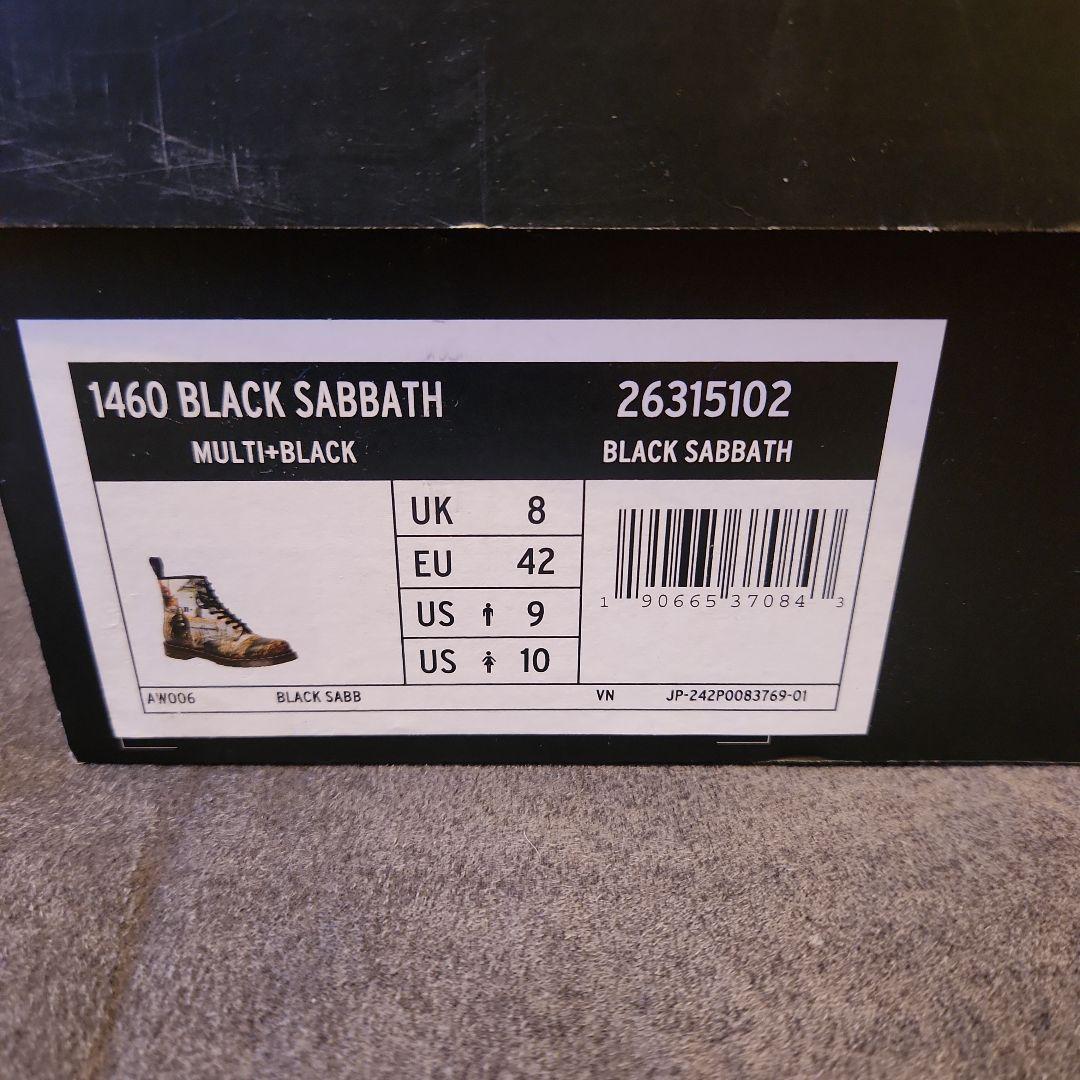 1460 BLACK SABBATH 26315102
MULTI+BLACK BLACK SABBATH
UK 8
EU 42
US 9
US 10
1 90665 37084 3
AW006 BLACK SABB VN JP-242P0083769-01